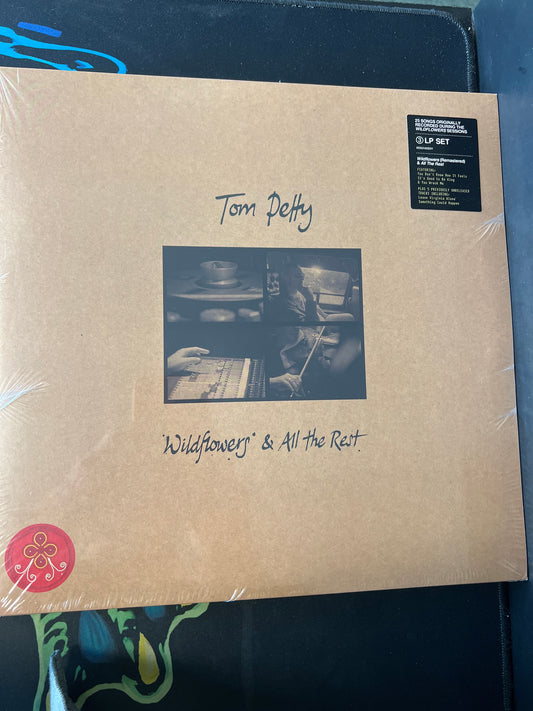 25 SONGS ORIGINALLY
RECORDED DURING THE
WILDFLOWERS SESSIONS
③ LP SET
Wildflowers (Remastered)
& All The Rest
FEATURING:
You Don't Know How It Feels
It's Good to Be King
& You Wreck Me
PLUS 5 PREVIOUSLY UNRELEASED
SONGS INCLUDING:
Leave Virginia Alone
Something Could Happen
Tom Petty
"Wildflowers" & All the Rest